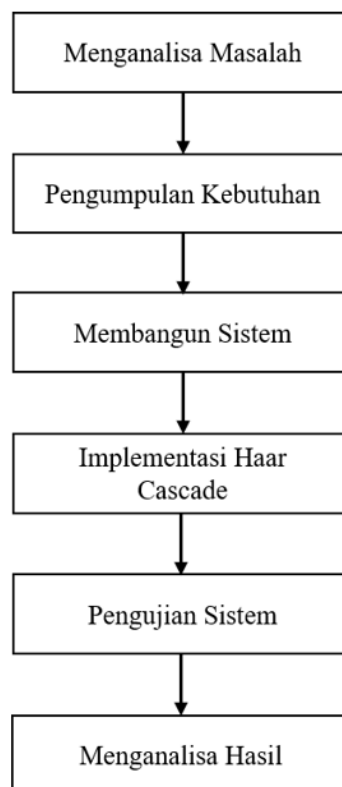 Menganalisa Masalah
Pengumpulan Kebutuhan
Membangun Sistem
Implementasi Haar
Cascade
Pengujian Sistem
Menganalisa Hasil